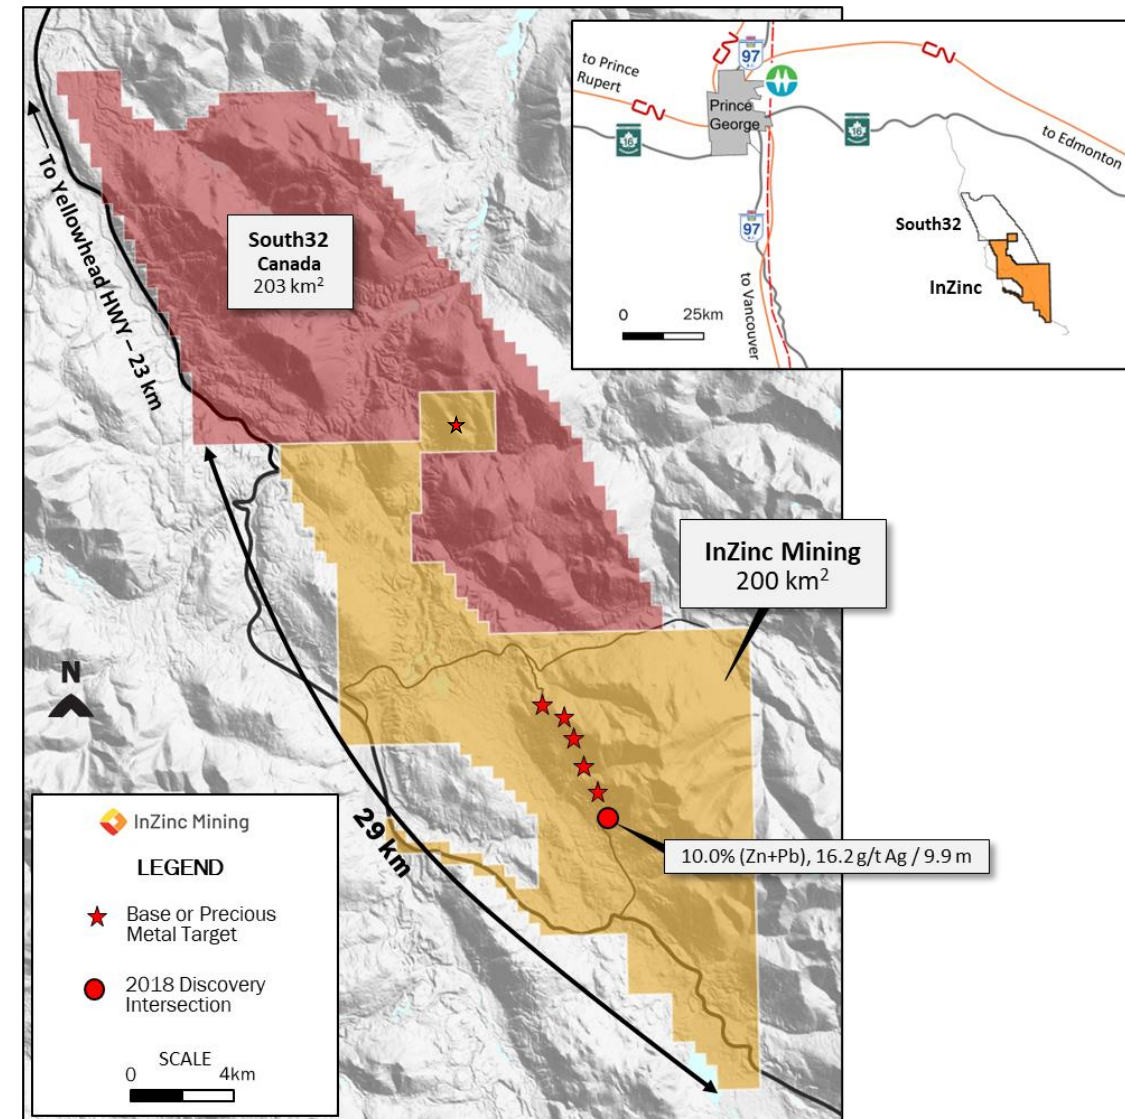 to Prince
Rupert
CN
97
CN
Prince
George
16
16
to Edmonton
South32
InZinc
97
to Vancouver
0 25km
To Yellowhead HWY – 23 km
South32
Canada
203 km²
InZinc Mining
200 km²
N
29 km
10.0% (Zn+Pb), 16.2 g/t Ag / 9.9 m
InZinc Mining
LEGEND
Base or Precious
Metal Target
2018 Discovery
Intersection
SCALE
0 4km